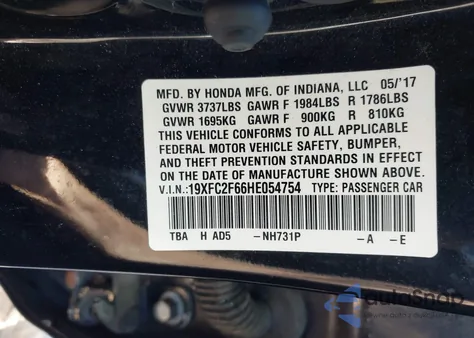 MFD. BY HONDA MFG. OF INDIANA, LLC 05/'17
GVWR 3737LBS GAWR F 1984LBS R 1786LBS
GVWR 1695KG GAWR F 900KG R 810KG
THIS VEHICLE CONFORMS TO ALL APPLICABLE
FEDERAL MOTOR VEHICLE SAFETY, BUMPER,
AND THEFT PREVENTION STANDARDS IN EFFECT
ON THE DATE OF MANUFACTURE SHOWN ABOVE.
V.I.N.: 19XFC2F66HE054754 TYPE: PASSENGER CAR
TBA H AD5 -NH731P -A -E
AutoSnap